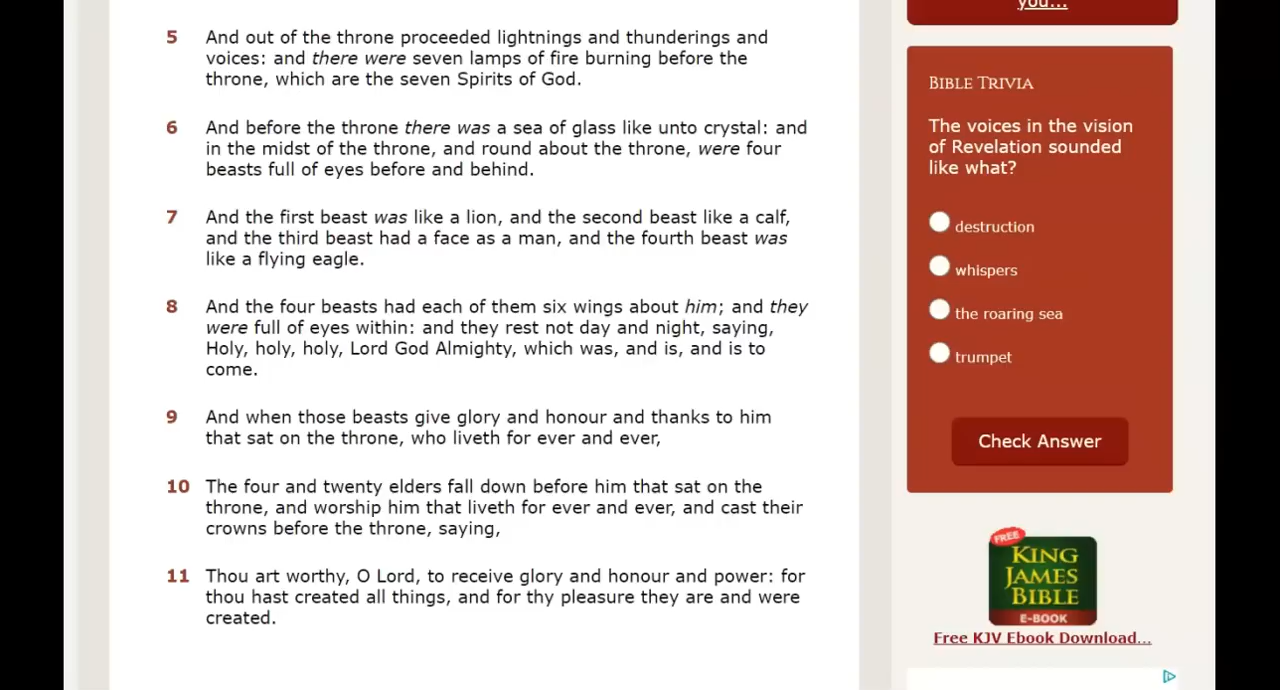 you...
5 And out of the throne proceeded lightnings and thunderings and
voices: and there were seven lamps of fire burning before the
throne, which are the seven Spirits of God.
6 And before the throne there was a sea of glass like unto crystal: and
in the midst of the throne, and round about the throne, were four
beasts full of eyes before and behind.
7 And the first beast was like a lion, and the second beast like a calf,
and the third beast had a face as a man, and the fourth beast was
like a flying eagle.
8 And the four beasts had each of them six wings about him; and they
were full of eyes within: and they rest not day and night, saying,
Holy, holy, holy, Lord God Almighty, which was, and is, and is to
come.
9 And when those beasts give glory and honour and thanks to him
that sat on the throne, who liveth for ever and ever,
10 The four and twenty elders fall down before him that sat on the
throne, and worship him that liveth for ever and ever, and cast their
crowns before the throne, saying,
11 Thou art worthy, O Lord, to receive glory and honour and power: for
thou hast created all things, and for thy pleasure they are and were
created.
BIBLE TRIVIA
The voices in the vision
of Revelation sounded
like what?
destruction
whispers
the roaring sea
trumpet
Check Answer
FREE
KING
JAMES
BIBLE
E-BOOK
Free KJV Ebook Download...